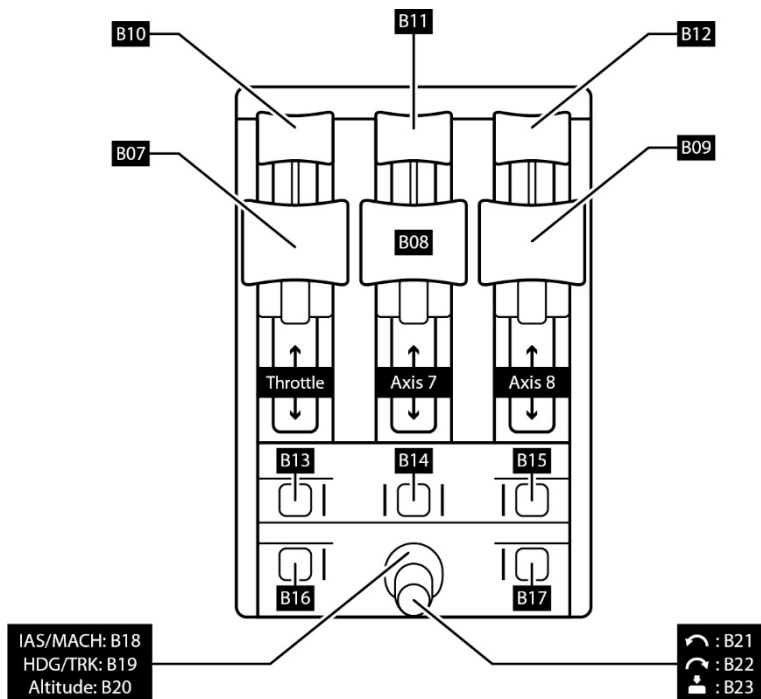 B10
B11
B12
B07
B09
B08
Throttle
Axis 7
Axis 8
B13
B14
B15
B16
B17
IAS/MACH: B18
HDG/TRK: B19
Altitude: B20
: B21
: B22
: B23